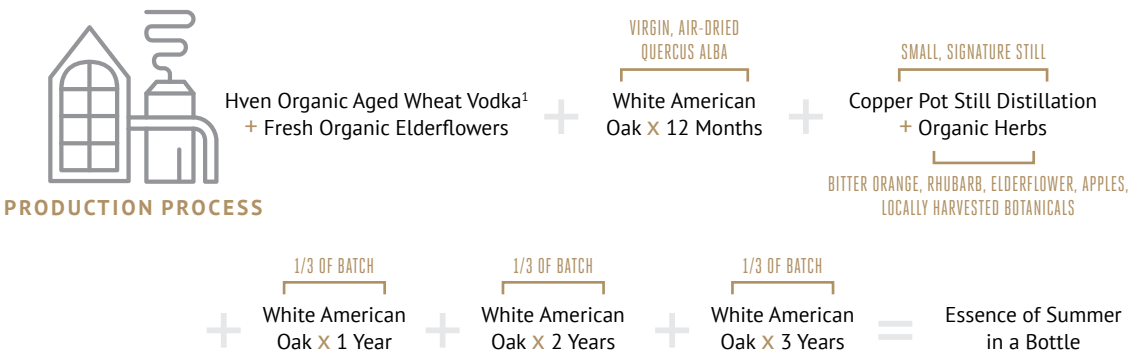 PRODUCTION PROCESS
Hven Organic Aged Wheat Vodka¹
+ Fresh Organic Elderflowers
+
VIRGIN, AIR-DRIED
QUERCUS ALBA
White American
Oak x 12 Months
+
SMALL, SIGNATURE STILL
Copper Pot Still Distillation
+ Organic Herbs
BITTER ORANGE, RHUBARB, ELDERFLOWER, APPLES,
LOCALLY HARVESTED BOTANICALS
+
1/3 OF BATCH
White American
Oak x 1 Year
+
1/3 OF BATCH
White American
Oak x 2 Years
+
1/3 OF BATCH
White American
Oak x 3 Years
=
Essence of Summer
in a Bottle